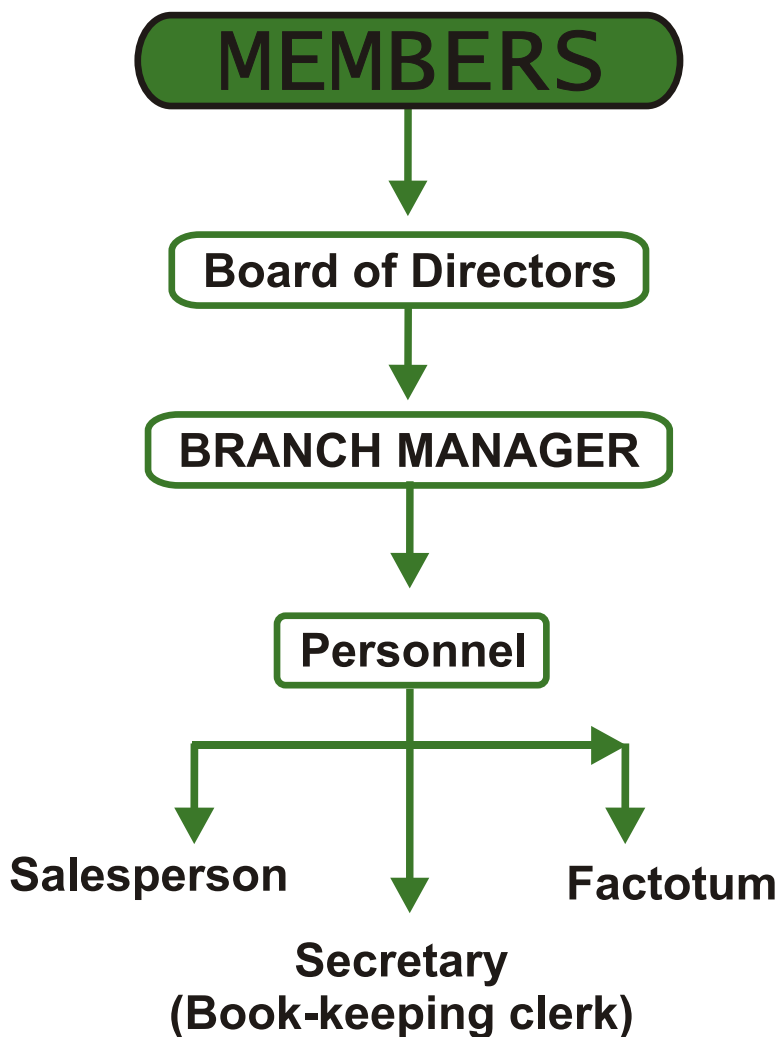 MEMBERS
Board of Directors
BRANCH MANAGER
Personnel
Salesperson
Factotum
Secretary
(Book-keeping clerk)